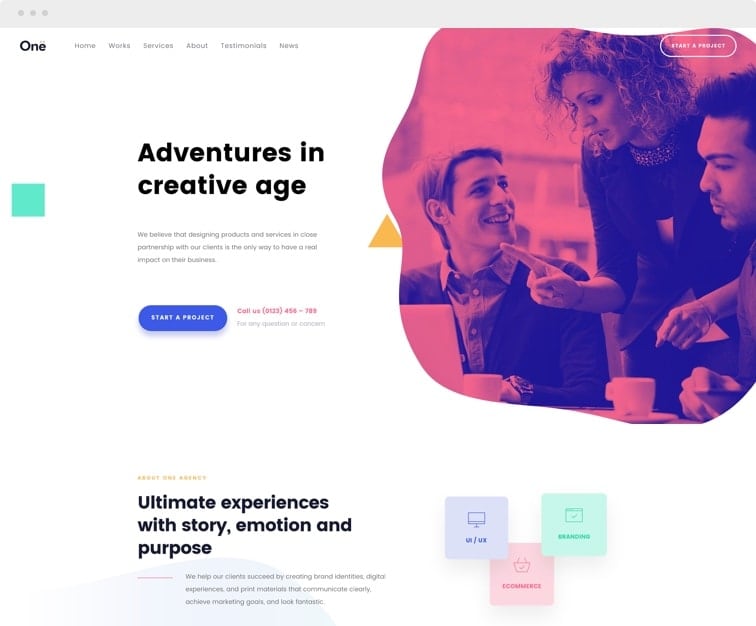 Onë
Home Works Services About Testimonials News
START A PROJECT
Adventures in
creative age
We believe that designing products and services in close
partnership with our clients is the only way to have a real
impact on their business.
START A PROJECT
Call us (0123) 456 – 789
For any question or concern
ABOUT ONE AGENCY
Ultimate experiences
with story, emotion and
purpose
We help our clients succeed by creating brand identities, digital
experiences, and print materials that communicate clearly,
achieve marketing goals, and look fantastic.
UI / UX
BRANDING
ECOMMERCE